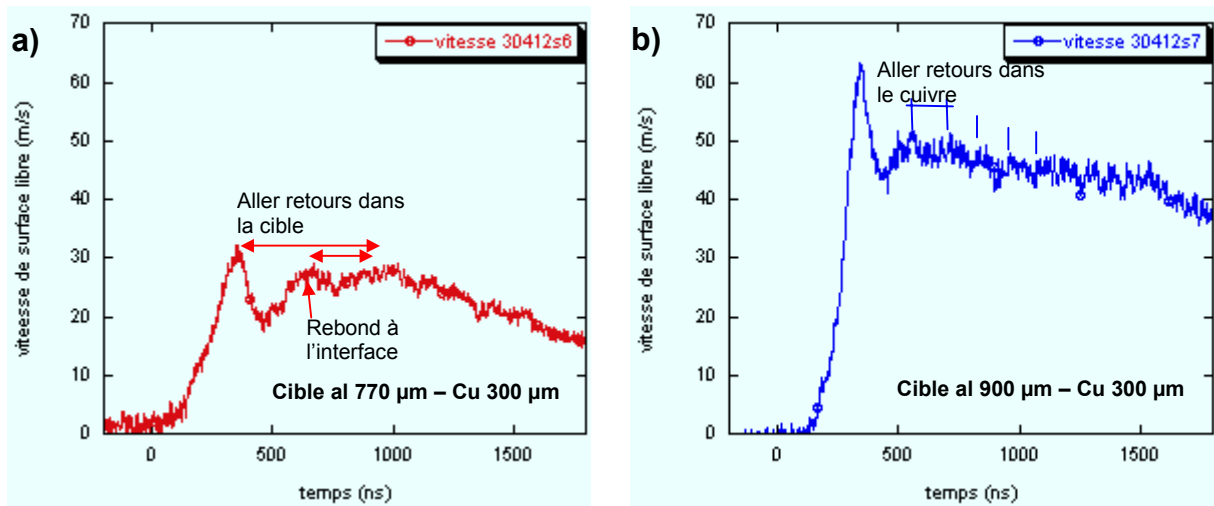 a)
vitesse 30412s6
70
60
50
40
30
20
10
0
viteesse de surface libre (m/s)
Aller retours dans
la cible
Rebond à
l'interface
Cible al 770 µm – Cu 300 µm
0
500
1000
1500
temps (ns)
b)
vitesse 30412s7
70
60
50
40
30
20
10
0
vitesse de surface libre (m/s)
Aller retours dans
le cuivre
Cible al 900 µm – Cu 300 µm
0
500
1000
1500
temps (ns)